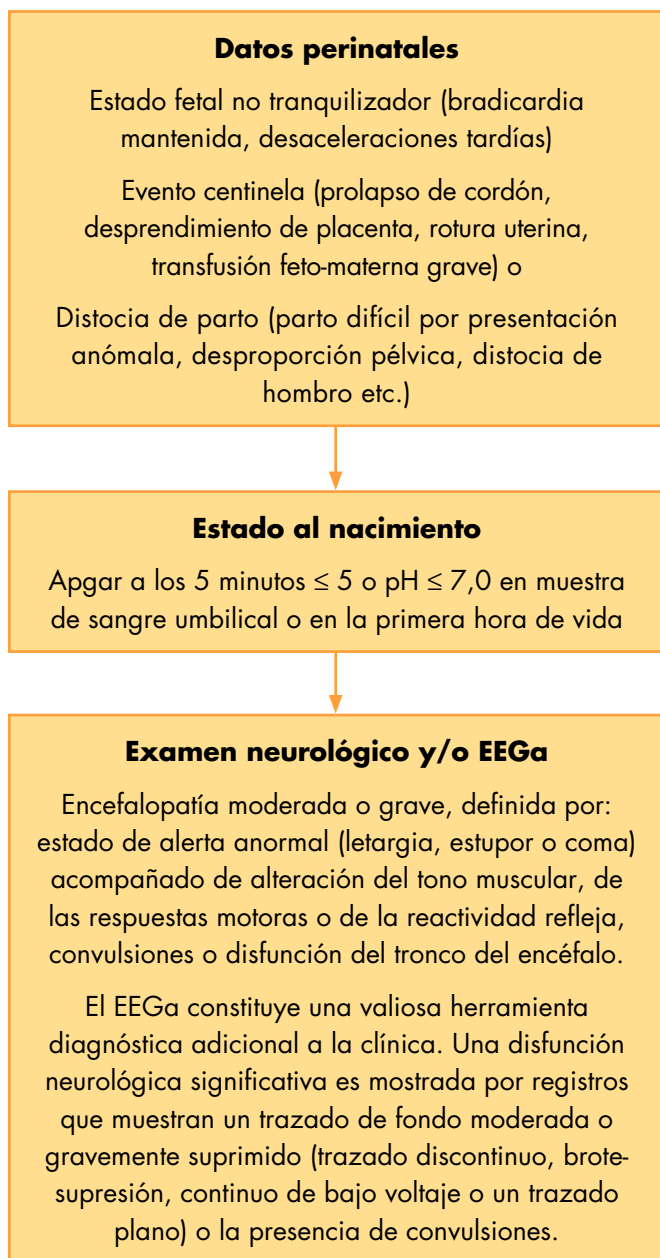 Datos perinatales
Estado fetal no tranquilizador (bradicardia
mantenida, desaceleraciones tardías)
Evento centinela (prolapso de cordón,
desprendimiento de placenta, rotura uterina,
transfusión feto-materna grave) o
Distocia de parto (parto difícil por presentación
anómala, desproporción pélvica, distocia de
hombro etc.)
Estado al nacimiento
Apgar a los 5 minutos ≤ 5 o pH ≤ 7,0 en muestra
de sangre umbilical o en la primera hora de vida
Examen neurológico y/o EEGa
Encefalopatía moderada o grave, definida por:
estado de alerta anormal (letargia, estupor o coma)
acompañado de alteración del tono muscular, de
las respuestas motoras o de la reactividad refleja,
convulsiones o disfunción del tronco del encéfalo.
El EEGa constituye una valiosa herramienta
diagnóstica adicional a la clínica. Una disfunción
neurológica significativa es mostrada por registros
que muestran un trazado de fondo moderada o
gravemente suprimido (trazado discontinuo, brote-
supresión, continuo de bajo voltaje o un trazado
plano) o la presencia de convulsiones.